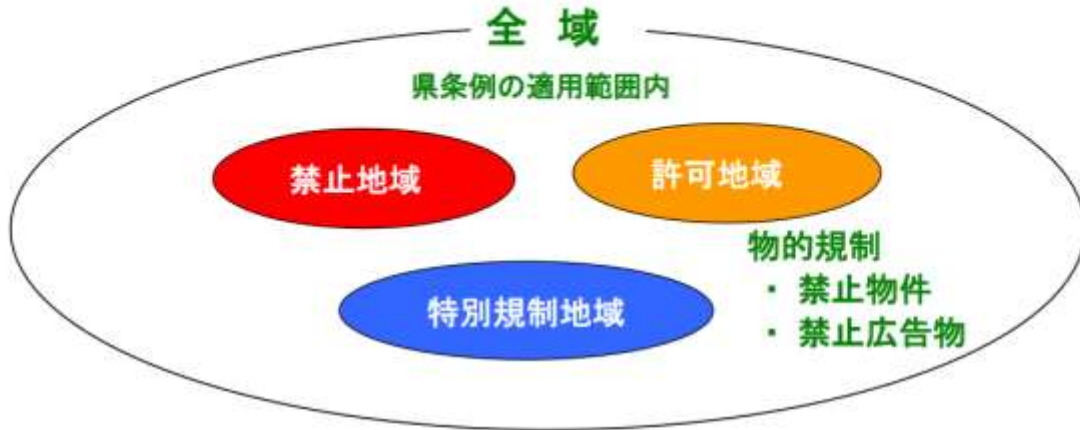 全 域
県条例の適用範囲内
禁止地域
許可地域
物的規制
・ 禁止物件
・ 禁止広告物
特別規制地域